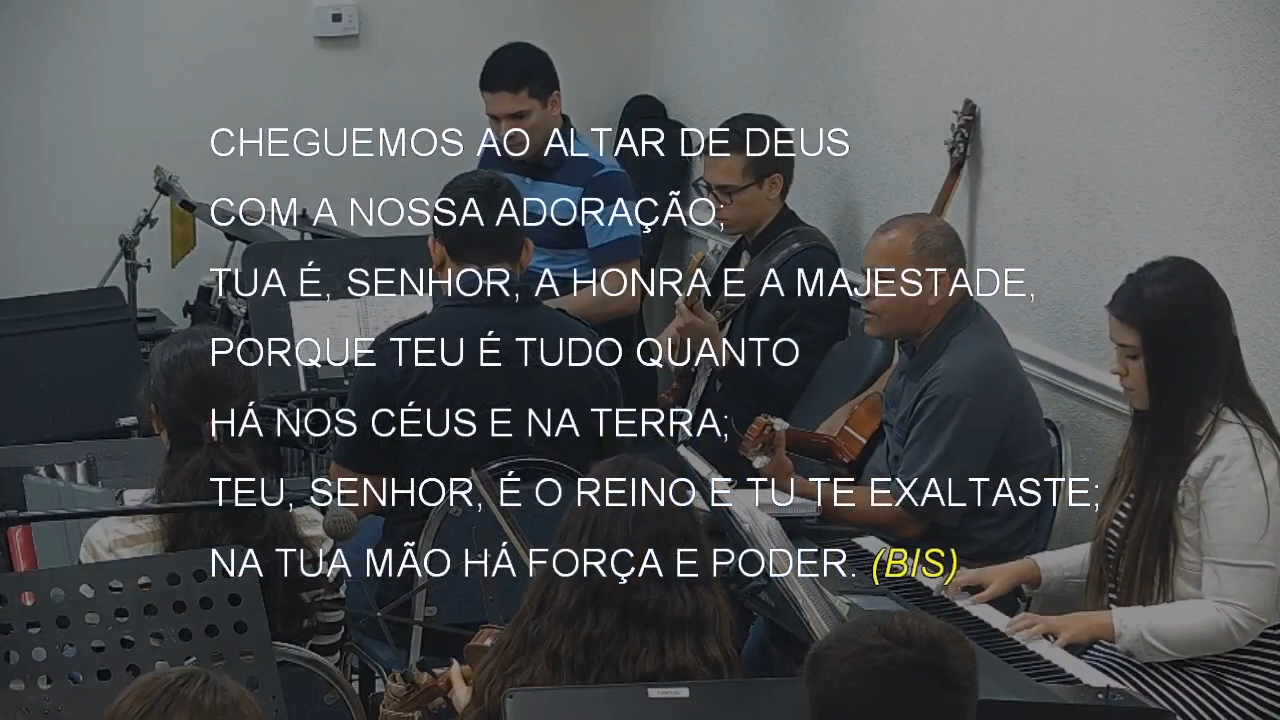 CHEGUEMOS AO ALTAR DE DEUS
COM A NOSSA ADORAÇÃO;
TUA É, SENHOR, A HONRA E A MAJESTADE,
PORQUE TEU É TUDO QUANTO
HÁ NOS CÉUS E NA TERRA;
TEU, SENHOR, É O REINO E TU TE EXALTASTE;
NA TUA MÃO HÁ FORÇA E PODER. (BIS)